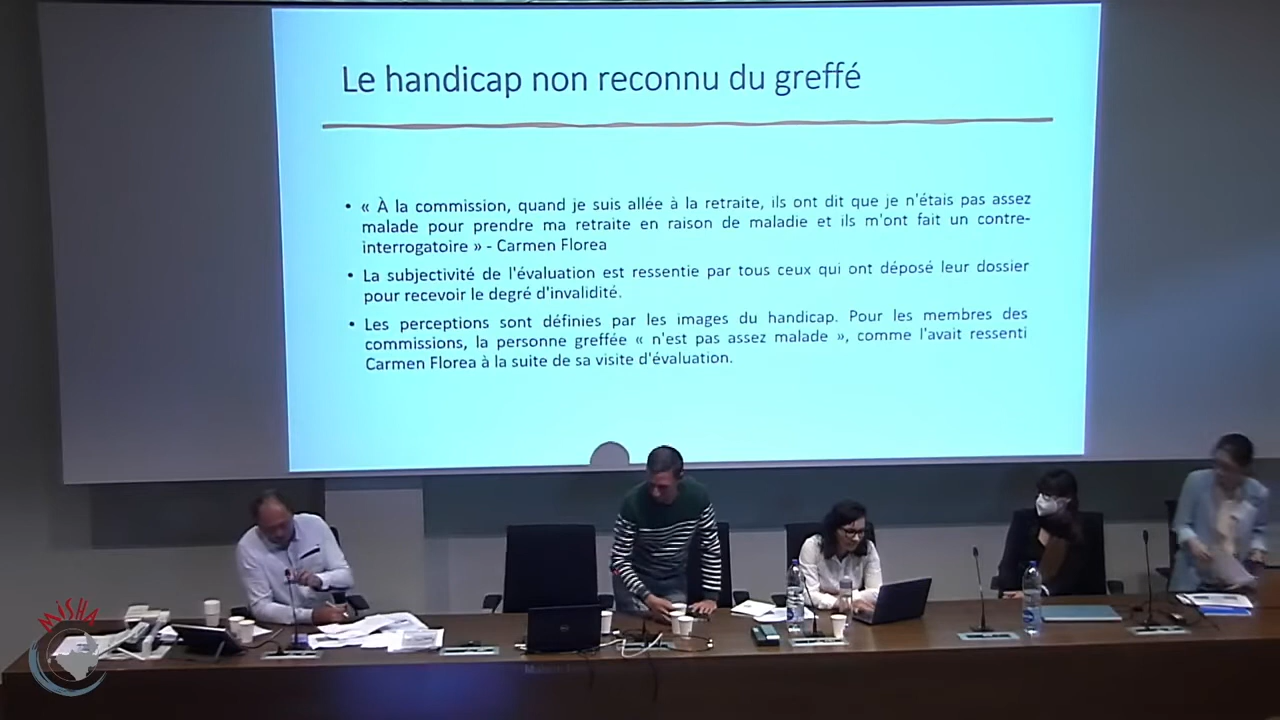 Le handicap non reconnu du greffé
• « À la commission, quand je suis allée à la retraite, ils ont dit que je n'étais pas assez
malade pour prendre ma retraite en raison de maladie et ils m'ont fait un contre-
interrogatoire » - Carmen Florea
• La subjectivité de l'évaluation est ressentie par tous ceux qui ont déposé leur dossier
pour recevoir le degré d'invalidité.
• Les perceptions sont définies par les images du handicap. Pour les membres des
commissions, la personne greffée « n'est pas assez malade », comme l'avait ressenti
Carmen Florea à la suite de sa visite d'évaluation.
MISHA